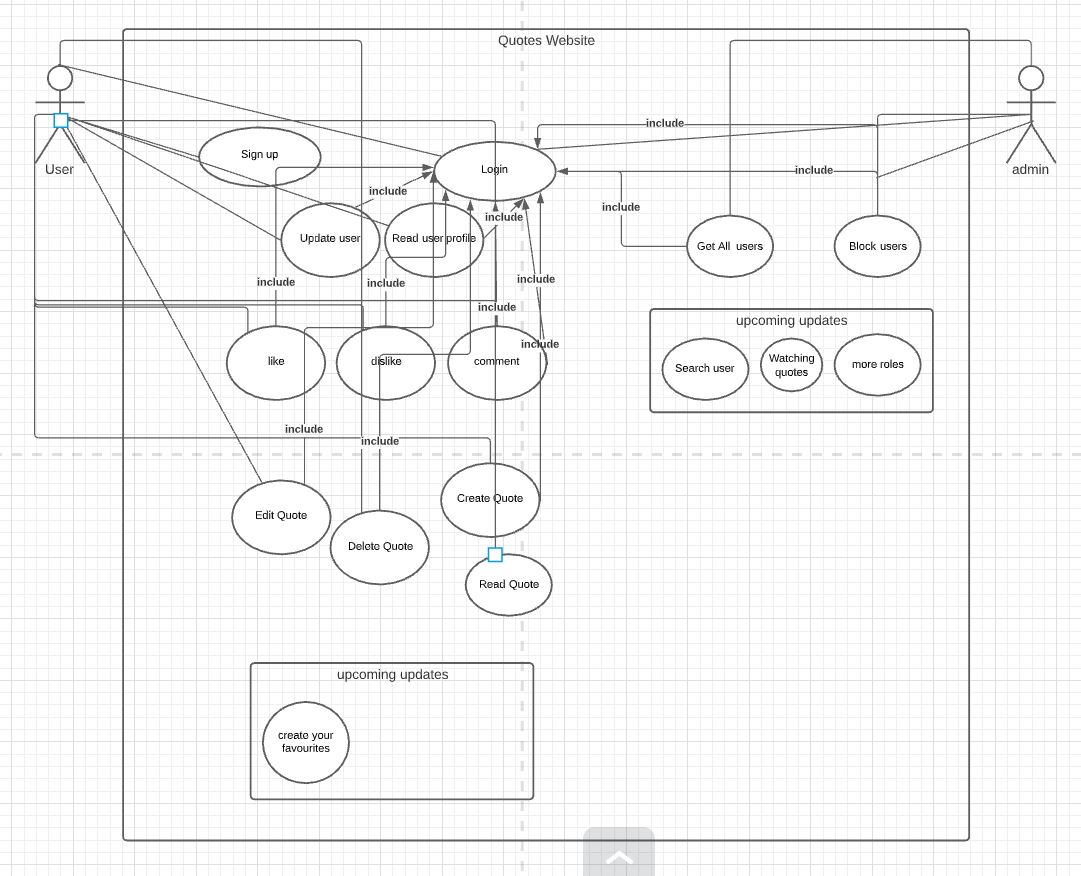 Quotes Website
include
Sign up
Login
include
User
admin
include
include
include
Update user
Read user profile
Get All users
Block users
include
include
include
include
upcoming updates
include
like
dislike
comment
Search user
Watching
quotes
more roles
include
include
Create Quote
Edit Quote
Delete Quote
Read Quote
upcoming updates
create your
favourites